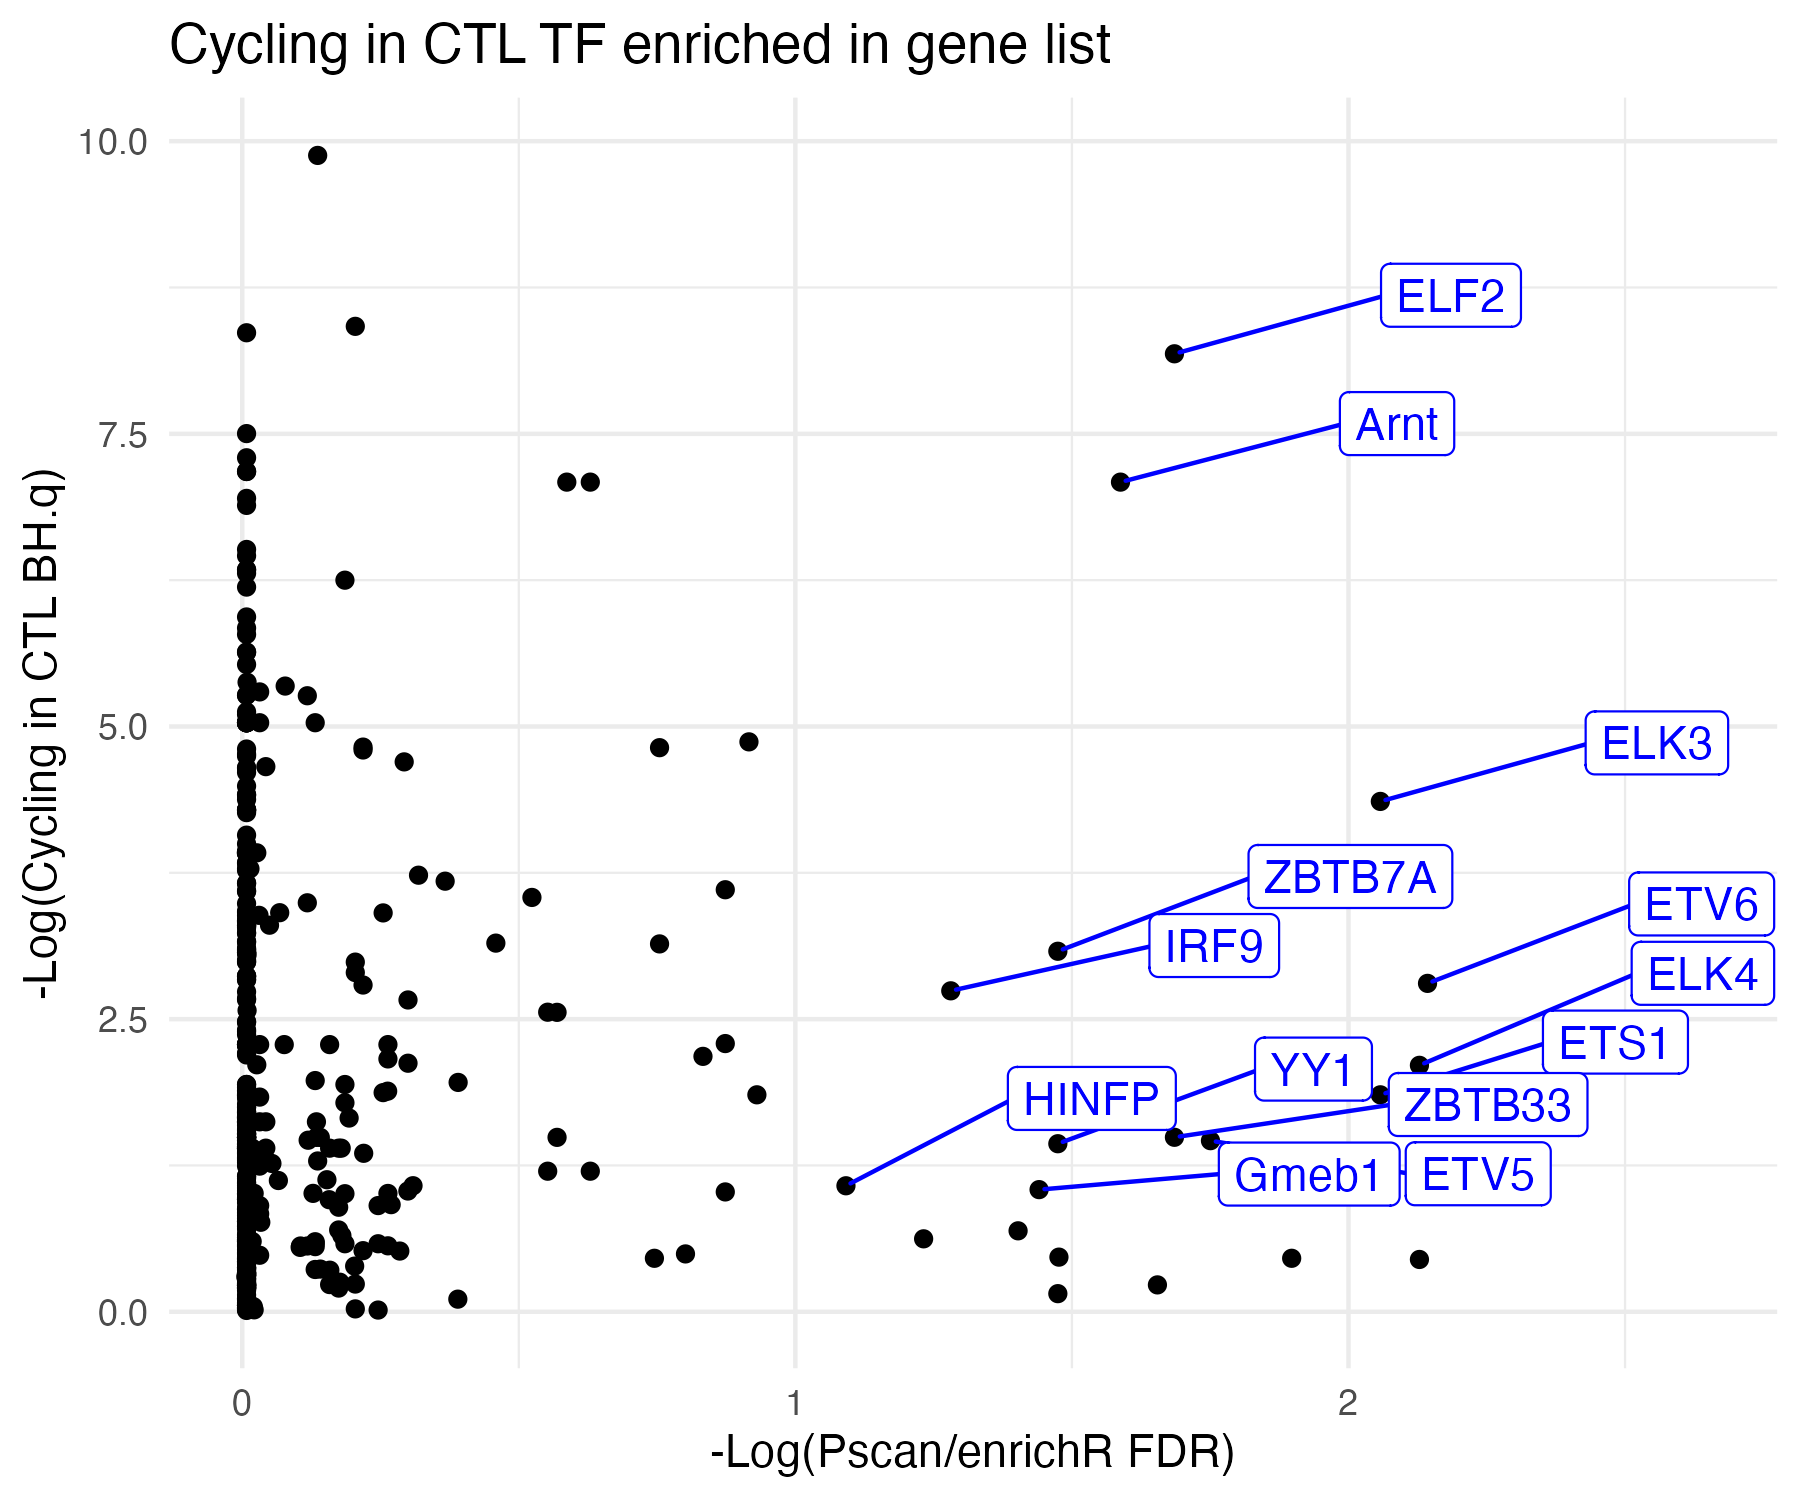 Cycling in CTL TF enriched in gene list
10.0
7.5
5.0
2.5
0.0
-Log(Cycling in CTL BH.q)
ELF2
Arnt
ELK3
ZBTB7A
ETV6
IRF9
ELK4
ETS1
YY1
HINFP
ZBTB33
Gmeb1
ETV5
0
1
2
-Log(Pscan/enrichR FDR)